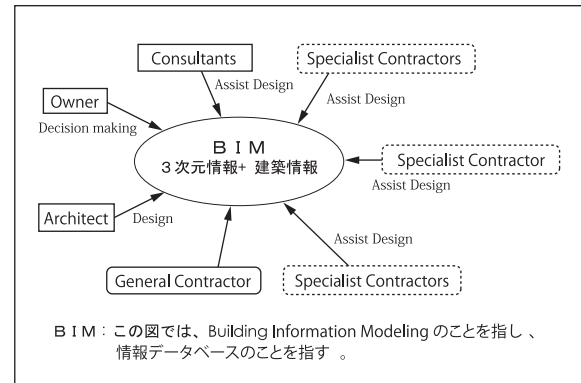 Consultants
Specialist Contractors
Assist Design
Assist Design
Owner
Decision making
ＢＩＭ
３次元情報+ 建築情報
Specialist Contractor
Assist Design
Architect
Design
Assist Design
General Contractor
Specialist Contractors
ＢＩＭ：この図では、Building Information Modeling のことを指し 、
情報データベースのことを指す 。